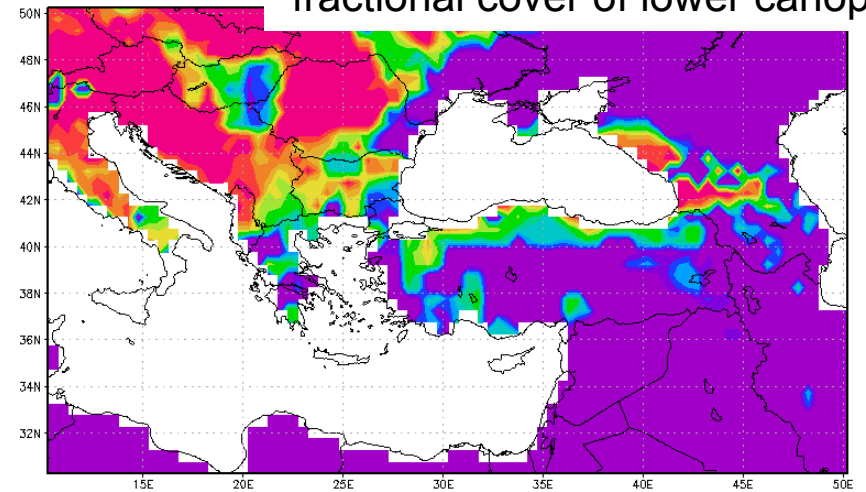 fractional cover of lower canop
50N
48N
46N
44N
42N
40N
38N
36N
34N
32N
15E 20E 25E 30E 35E 40E 45E 50E